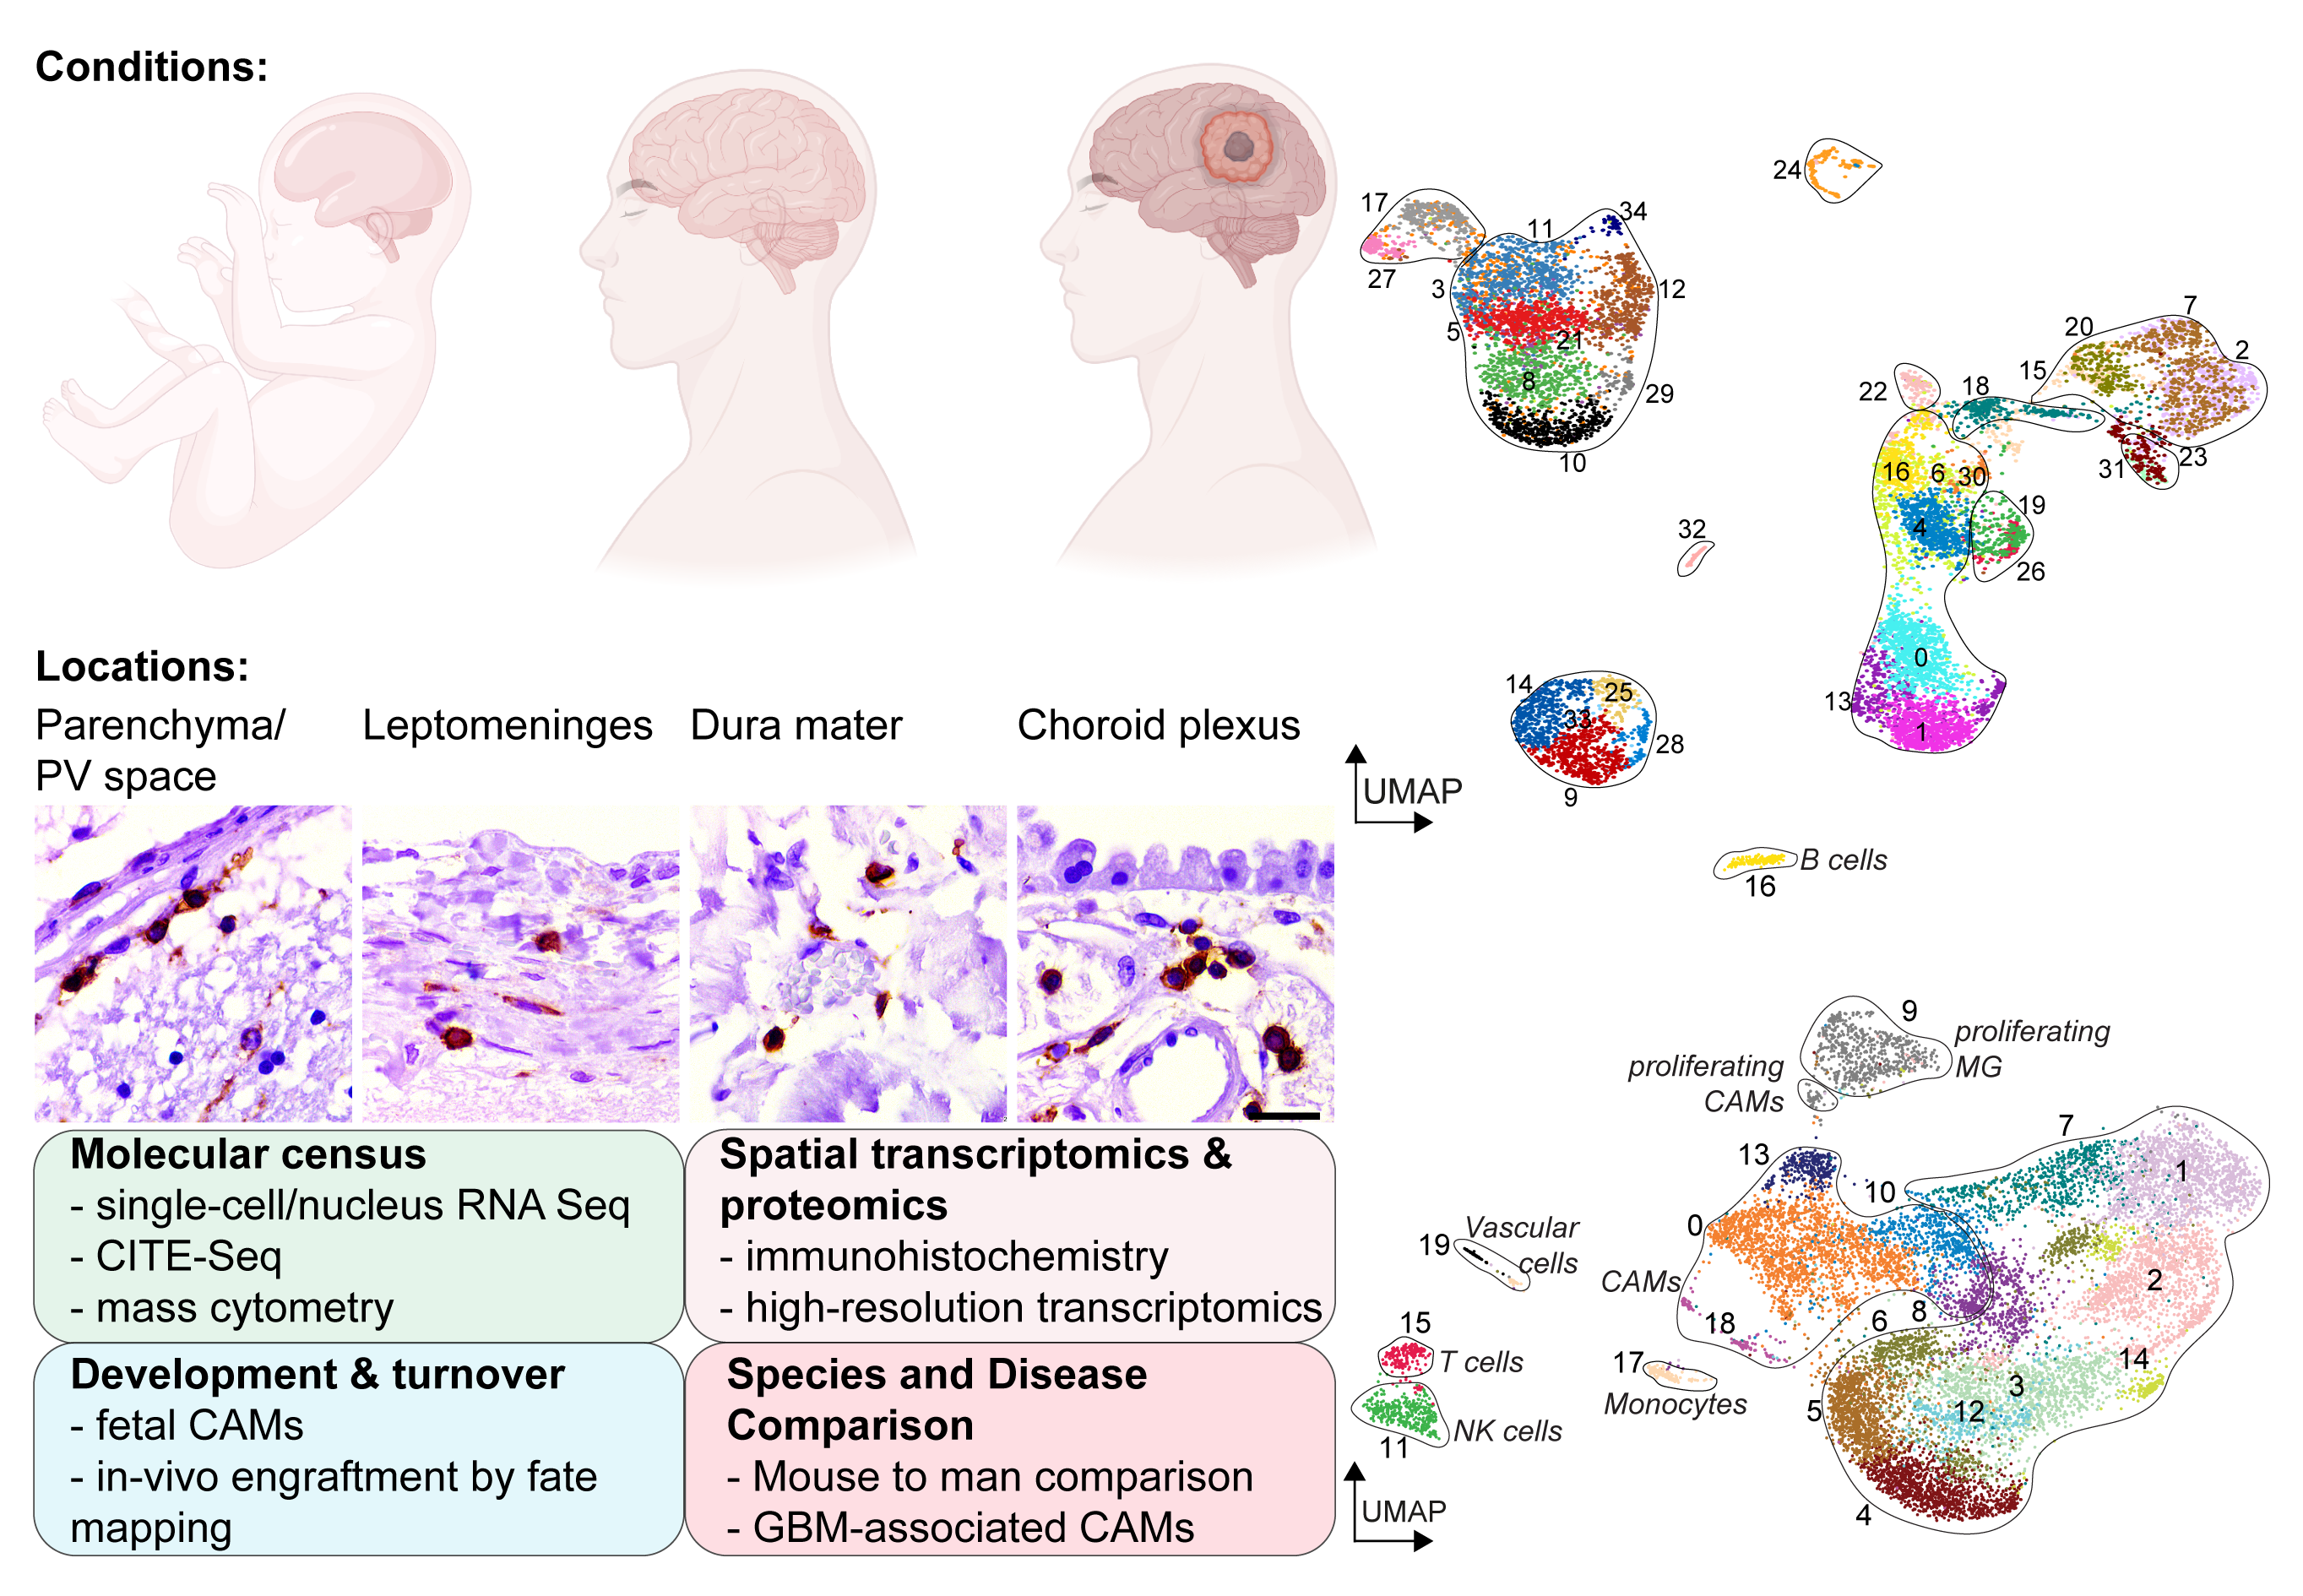 Conditions:
Locations:
Parenchyma/
PV space
Leptomeninges
Dura mater
Choroid plexus
Molecular census
- single-cell/nucleus RNA Seq
- CITE-Seq
- mass cytometry
Spatial transcriptomics &
proteomics
- immunohistochemistry
- high-resolution transcriptomics
Development & turnover
- fetal CAMs
- in-vivo engraftment by fate
mapping
Species and Disease
Comparison
- Mouse to man comparison
- GBM-associated CAMs
24
17
11
34
27
3
12
5
21
8
29
10
7
20
2
15
18
22
16
6
30
31
23
4
19
26
32
0
13
1
14
25
33
28
9
UMAP
B cells
16
9
proliferating
MG
proliferating
CAMs
7
13
1
10
0
Vascular
cells
19
CAMs
2
6
8
18
15
T cells
17
Monocytes
14
3
5
12
NK cells
11
4
UMAP